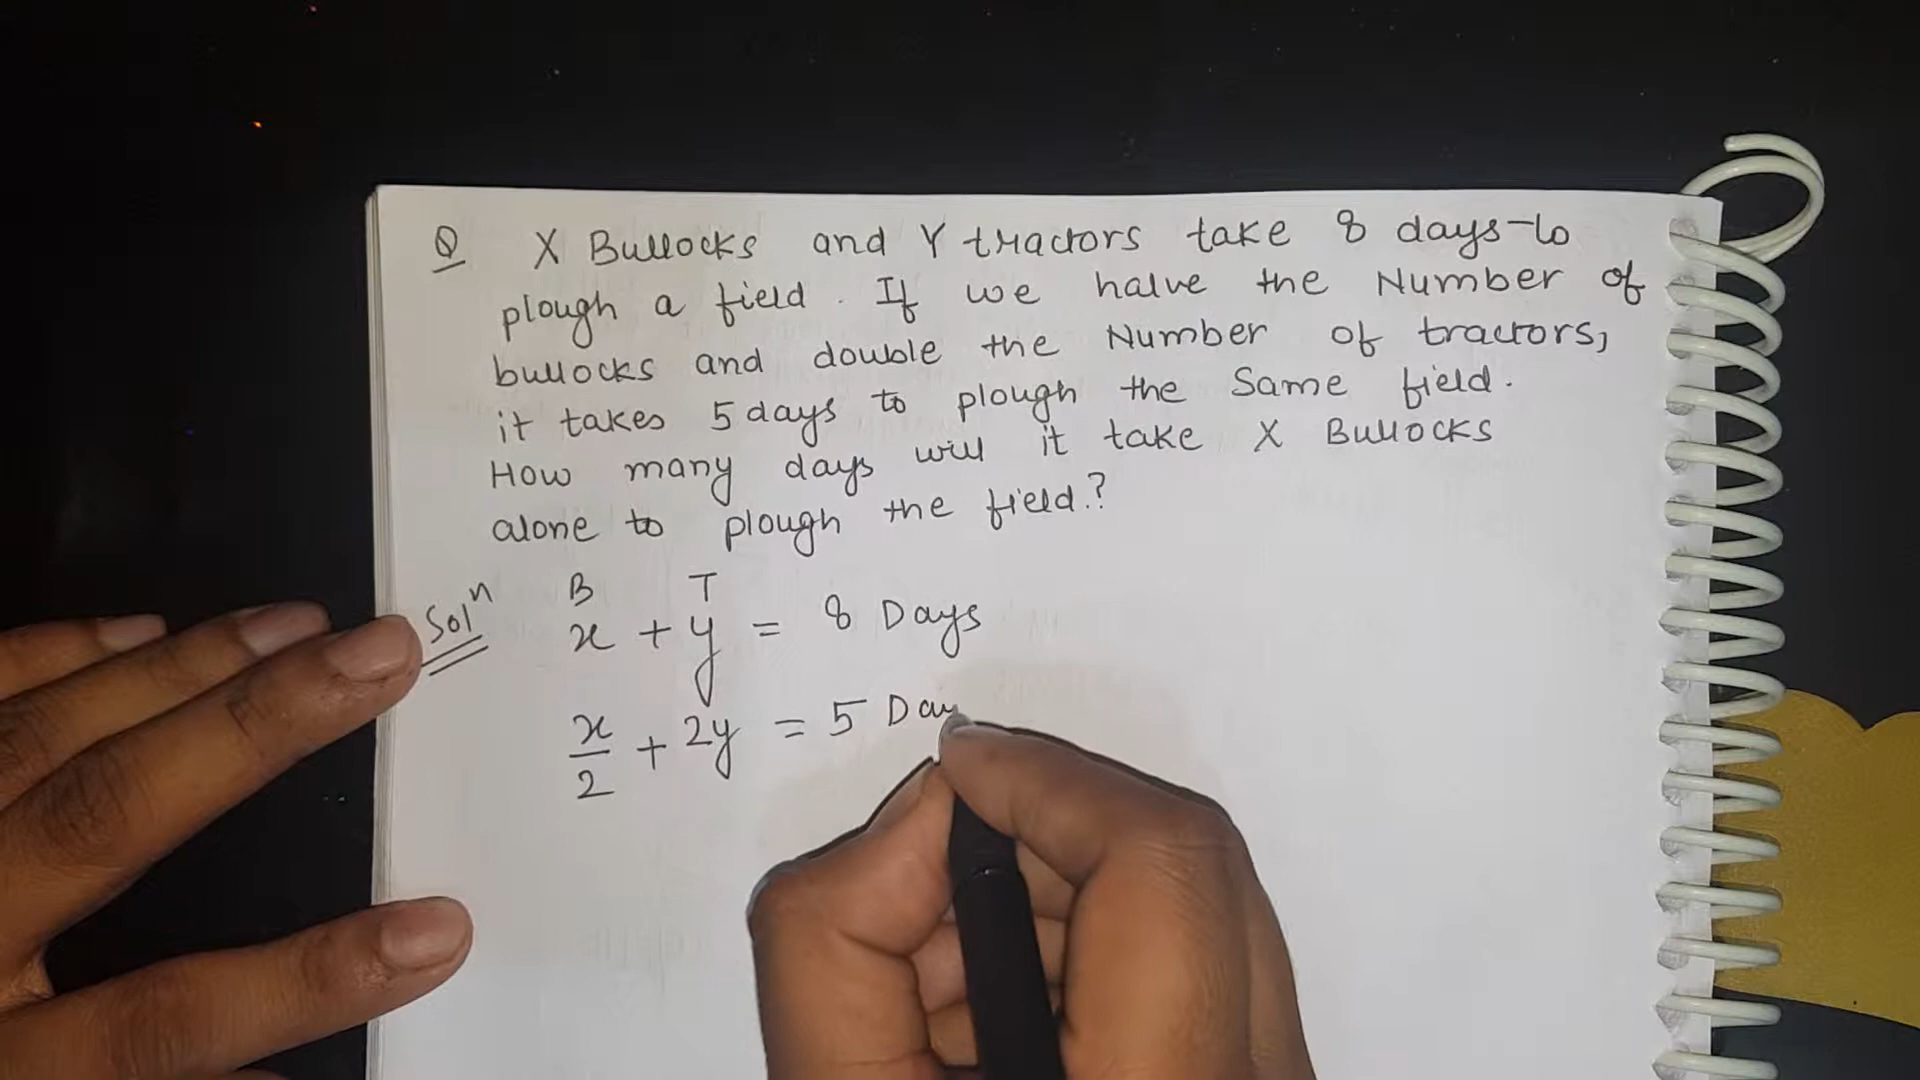 Q X Bullocks and Y tractors take 8 days to
plough a field. If we halve the Number of
bullocks and double the Number of tractors,
it takes 5 days to plough the Same field.
How many days will it take X Bullocks
alone to plough the field.?
Solⁿ B T
x + y = 8 Days
x/2 + 2y = 5 Day